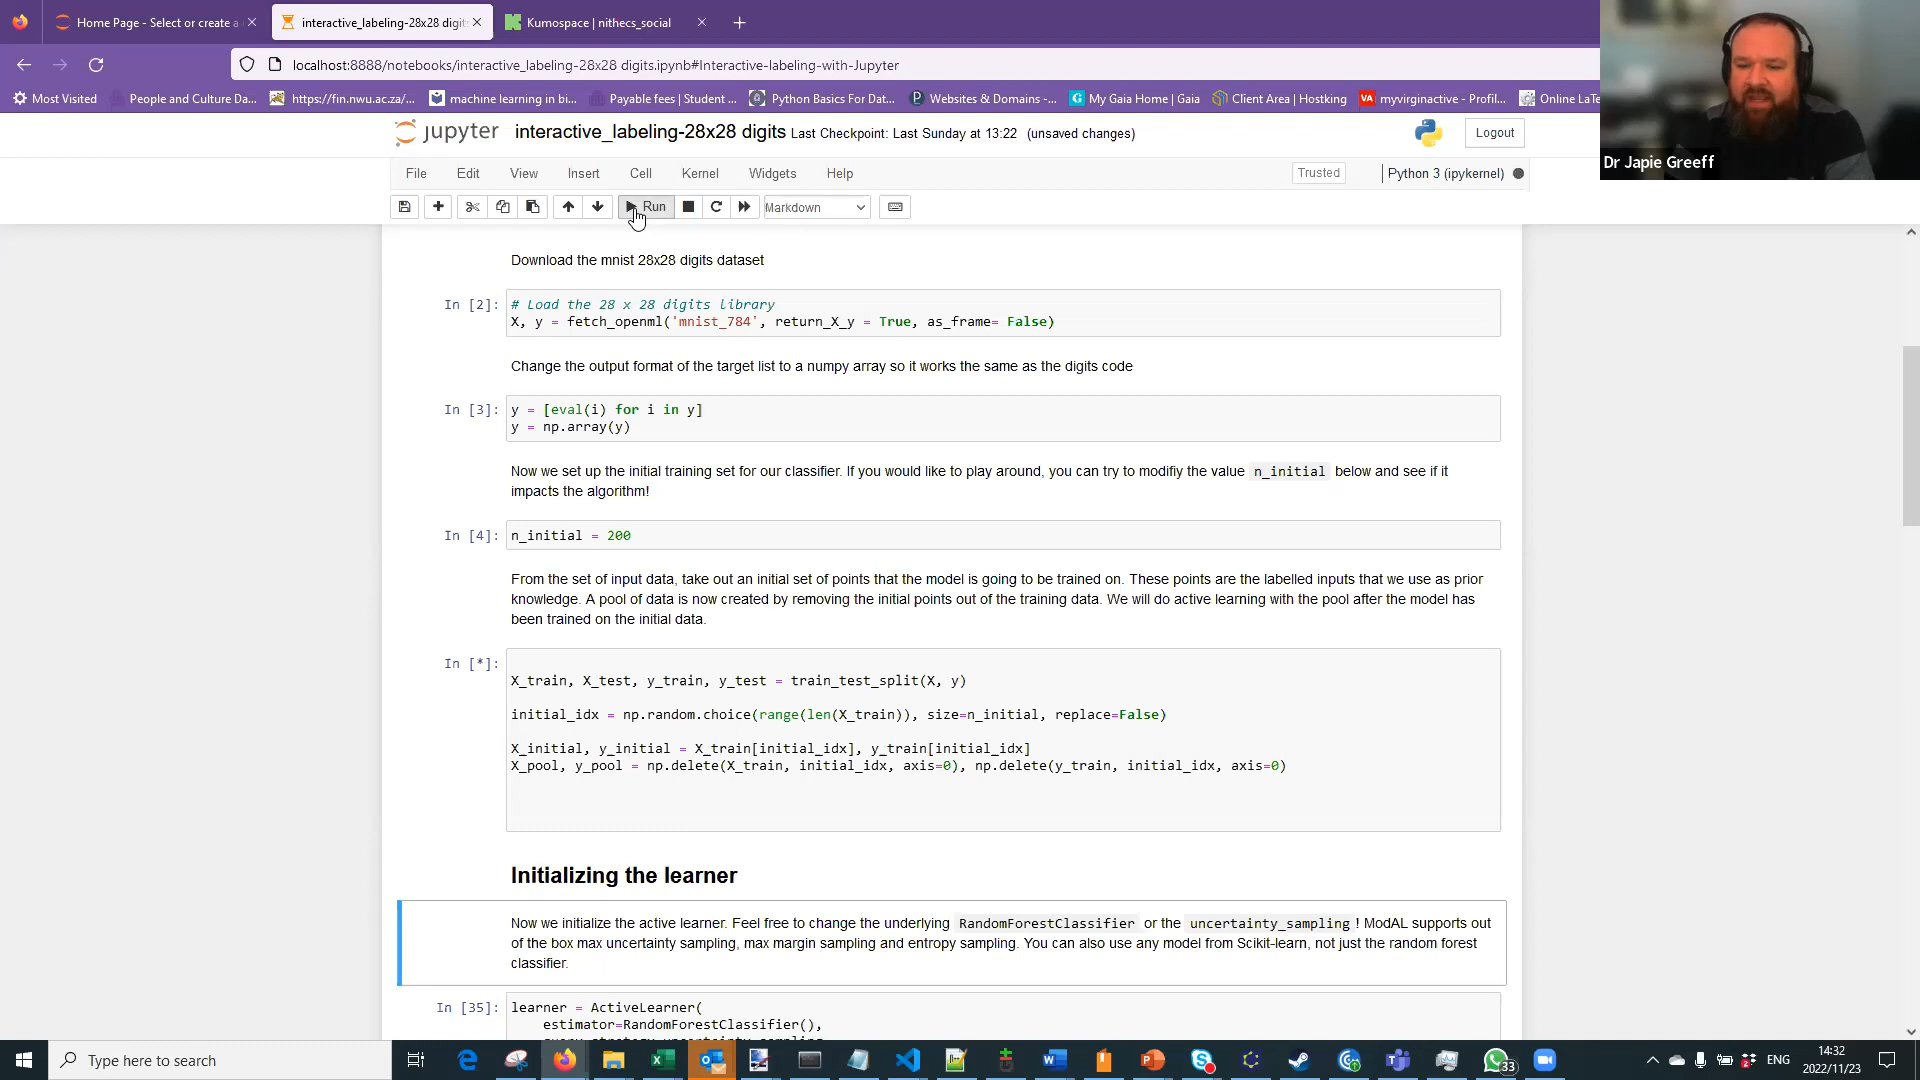 Home Page - Select or create a
interactive_labeling-28x28 digit
Kumospace | nithecs_social
localhost:8888/notebooks/interactive_labeling-28x28 digits.ipynb#Interactive-labeling-with-Jupyter
Most Visited
People and Culture Da...
https://fin.nwu.ac.za/...
machine learning in bi...
Payable fees | Student ...
Python Basics For Dat...
Websites & Domains -...
My Gaia Home | Gaia
Client Area | Hostking
VA myvirginactive - Profil...
Online LaTe
Dr Japie Greeff
jupyter
interactive_labeling-28x28 digits Last Checkpoint: Last Sunday at 13:22 (unsaved changes)
Logout
File Edit View Insert Cell Kernel Widgets Help
Trusted
Python 3 (ipykernel)
Run
Markdown
Download the mnist 28x28 digits dataset
In [2]: # Load the 28 x 28 digits library
X, y = fetch_openml('mnist_784', return_X_y = True, as_frame= False)
Change the output format of the target list to a numpy array so it works the same as the digits code
In [3]: y = [eval(i) for i in y]
y = np.array(y)
Now we set up the initial training set for our classifier. If you would like to play around, you can try to modifiy the value n_initial below and see if it
impacts the algorithm!
In [4]: n_initial = 200
From the set of input data, take out an initial set of points that the model is going to be trained on. These points are the labelled inputs that we use as prior
knowledge. A pool of data is now created by removing the initial points out of the training data. We will do active learning with the pool after the model has
been trained on the initial data.
In [*]:
X_train, X_test, y_train, y_test = train_test_split(X, y)
initial_idx = np.random.choice(range(len(X_train)), size=n_initial, replace=False)
X_initial, y_initial = X_train[initial_idx], y_train[initial_idx]
X_pool, y_pool = np.delete(X_train, initial_idx, axis=0), np.delete(y_train, initial_idx, axis=0)
Initializing the learner
Now we initialize the active learner. Feel free to change the underlying RandomForestClassifier or the uncertainty_sampling ! ModAL supports out
of the box max uncertainty sampling, max margin sampling and entropy sampling. You can also use any model from Scikit-learn, not just the random forest
classifier.
In [35]: learner = ActiveLearner(
estimator=RandomForestClassifier(),
Type here to search
33
ENG
14:32
2022/11/23